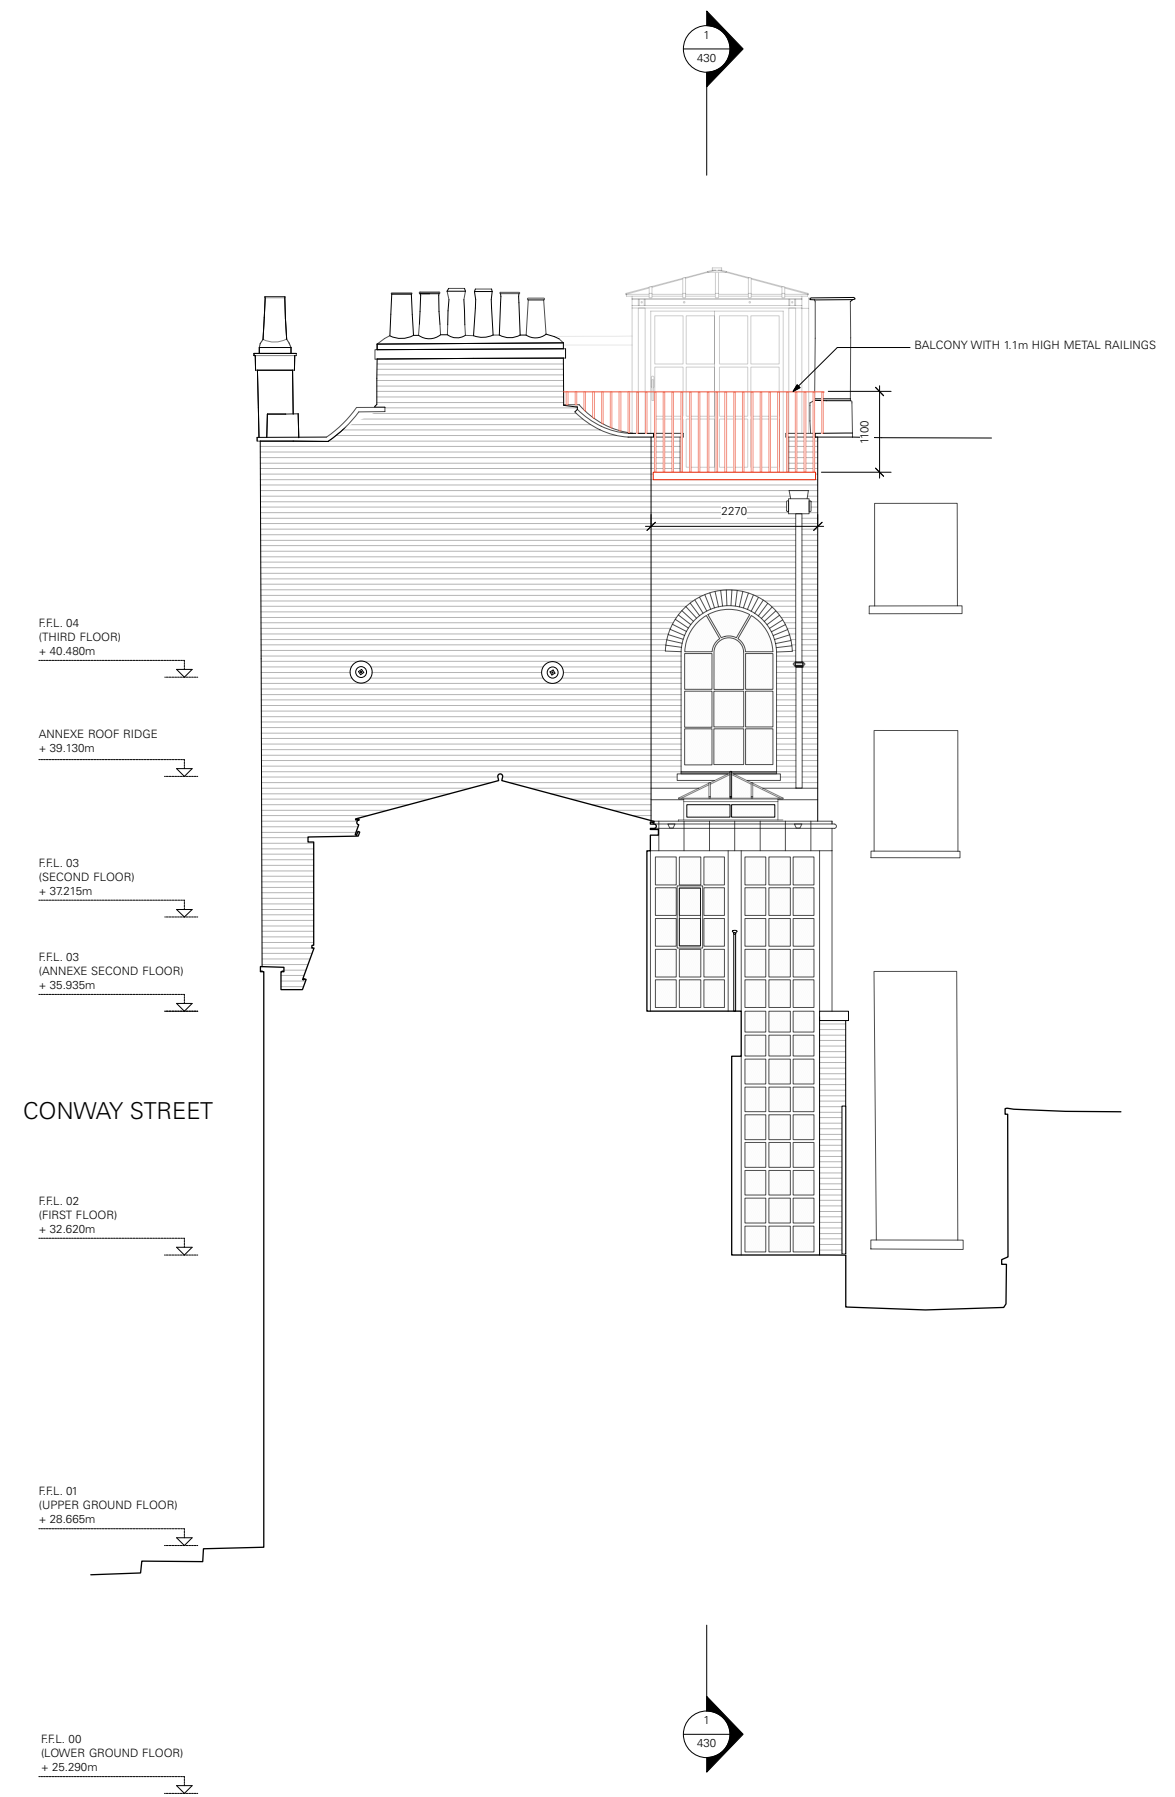 1
430
BALCONY WITH 1.1m HIGH METAL RAILINGS
1100
2270
F.F.L. 04
(THIRD FLOOR)
+ 40.480m
ANNEXE ROOF RIDGE
+ 39.130m
F.F.L. 03
(SECOND FLOOR)
+ 37.215m
F.F.L. 03
(ANNEXE SECOND FLOOR)
+ 35.935m
CONWAY STREET
F.F.L. 02
(FIRST FLOOR)
+ 32.620m
F.F.L. 01
(UPPER GROUND FLOOR)
+ 28.665m
1
430
F.F.L. 00
(LOWER GROUND FLOOR)
+ 25.290m